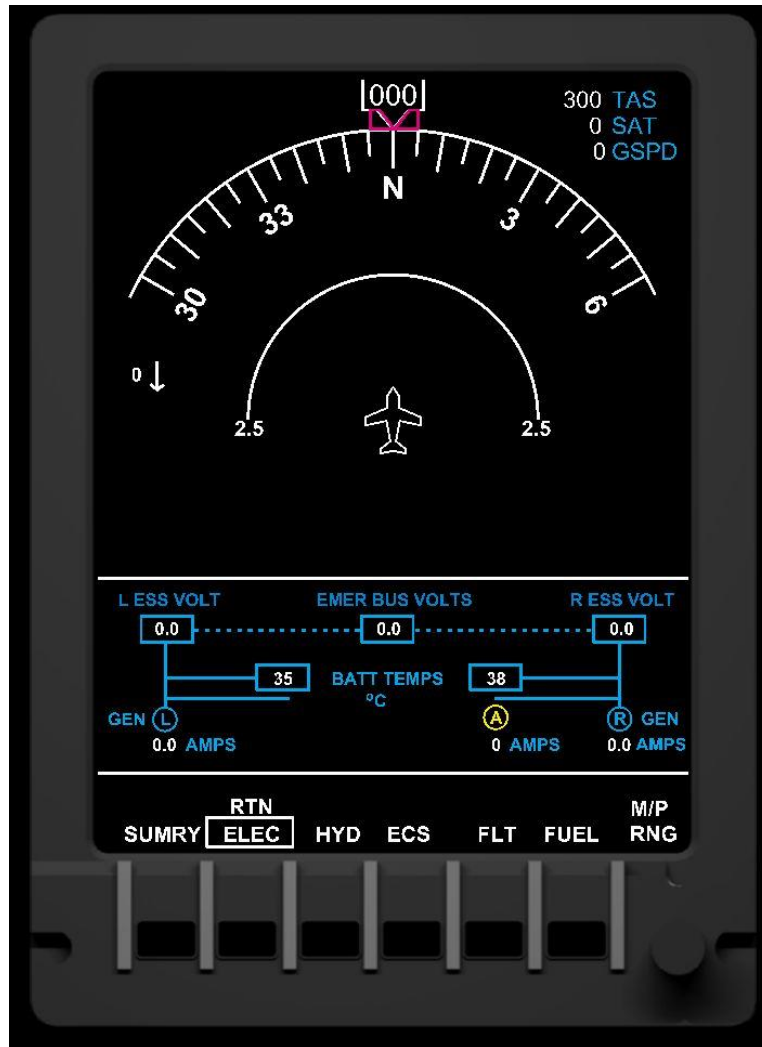 000
300 TAS
0 SAT
0 GSPD
30 33 N 3 6
0
2.5 2.5
L ESS VOLT EMER BUS VOLTS R ESS VOLT
0.0 0.0 0.0
35 BATT TEMPS 38
ºC
GEN L A R GEN
0.0 AMPS 0 AMPS 0.0 AMPS
RTN M/P
SUMRY ELEC HYD ECS FLT FUEL RNG